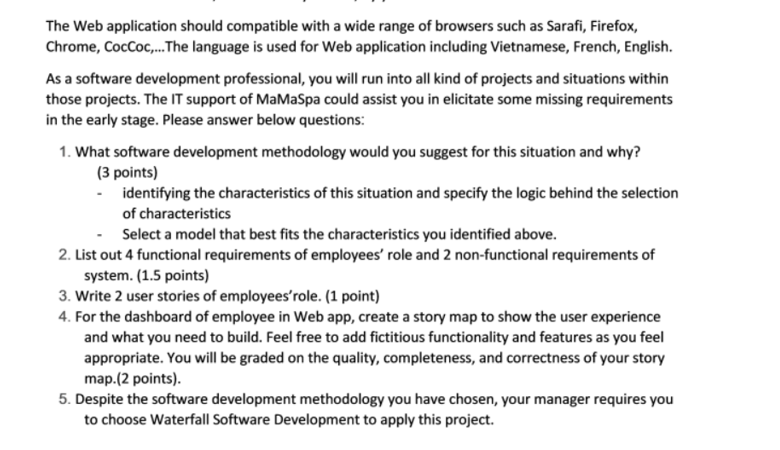 The Web application should compatible with a wide range of browsers such as Sarafi, Firefox,
Chrome, CocCoc,...The language is used for Web application including Vietnamese, French, English.
As a software development professional, you will run into all kind of projects and situations within
those projects. The IT support of MaMaSpa could assist you in elicitate some missing requirements
in the early stage. Please answer below questions:
1. What software development methodology would you suggest for this situation and why?
(3 points)
- identifying the characteristics of this situation and specify the logic behind the selection
of characteristics
- Select a model that best fits the characteristics you identified above.
2. List out 4 functional requirements of employees' role and 2 non-functional requirements of
system. (1.5 points)
3. Write 2 user stories of employees'role. (1 point)
4. For the dashboard of employee in Web app, create a story map to show the user experience
and what you need to build. Feel free to add fictitious functionality and features as you feel
appropriate. You will be graded on the quality, completeness, and correctness of your story
map.(2 points).
5. Despite the software development methodology you have chosen, your manager requires you
to choose Waterfall Software Development to apply this project.